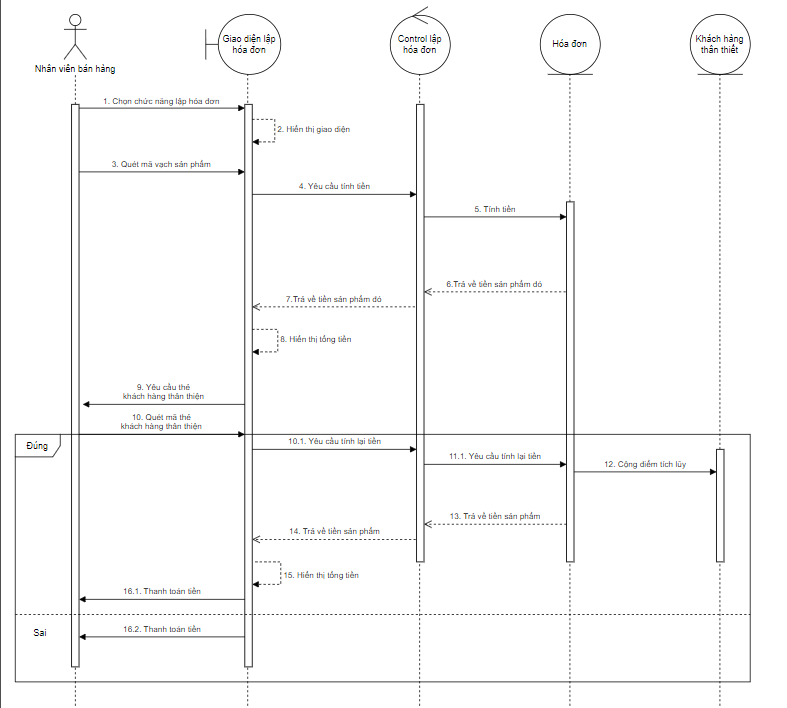 Nhân viên bán hàng
Giao diện lập
hóa đơn
Control lập
hóa đơn
Hóa đơn
Khách hàng
thân thiết
1. Chọn chức năng lập hóa đơn
2. Hiển thị giao diện
3. Quét mã vạch sản phẩm
4. Yêu cầu tính tiền
5. Tính tiền
6.Trả về tiền sản phẩm đó
7.Trả về tiền sản phẩm đó
8. Hiển thị tổng tiền
9. Yêu cầu thẻ
khách hàng thân thiện
10. Quét mã thẻ
khách hàng thân thiện
Đúng
10.1. Yêu cầu tính lại tiền
11.1. Yêu cầu tính lại tiền
12. Cộng điểm tích lũy
13. Trả về tiền sản phẩm
14. Trả về tiền sản phẩm
15. Hiển thị tổng tiền
16.1. Thanh toán tiền
Sai
16.2. Thanh toán tiền